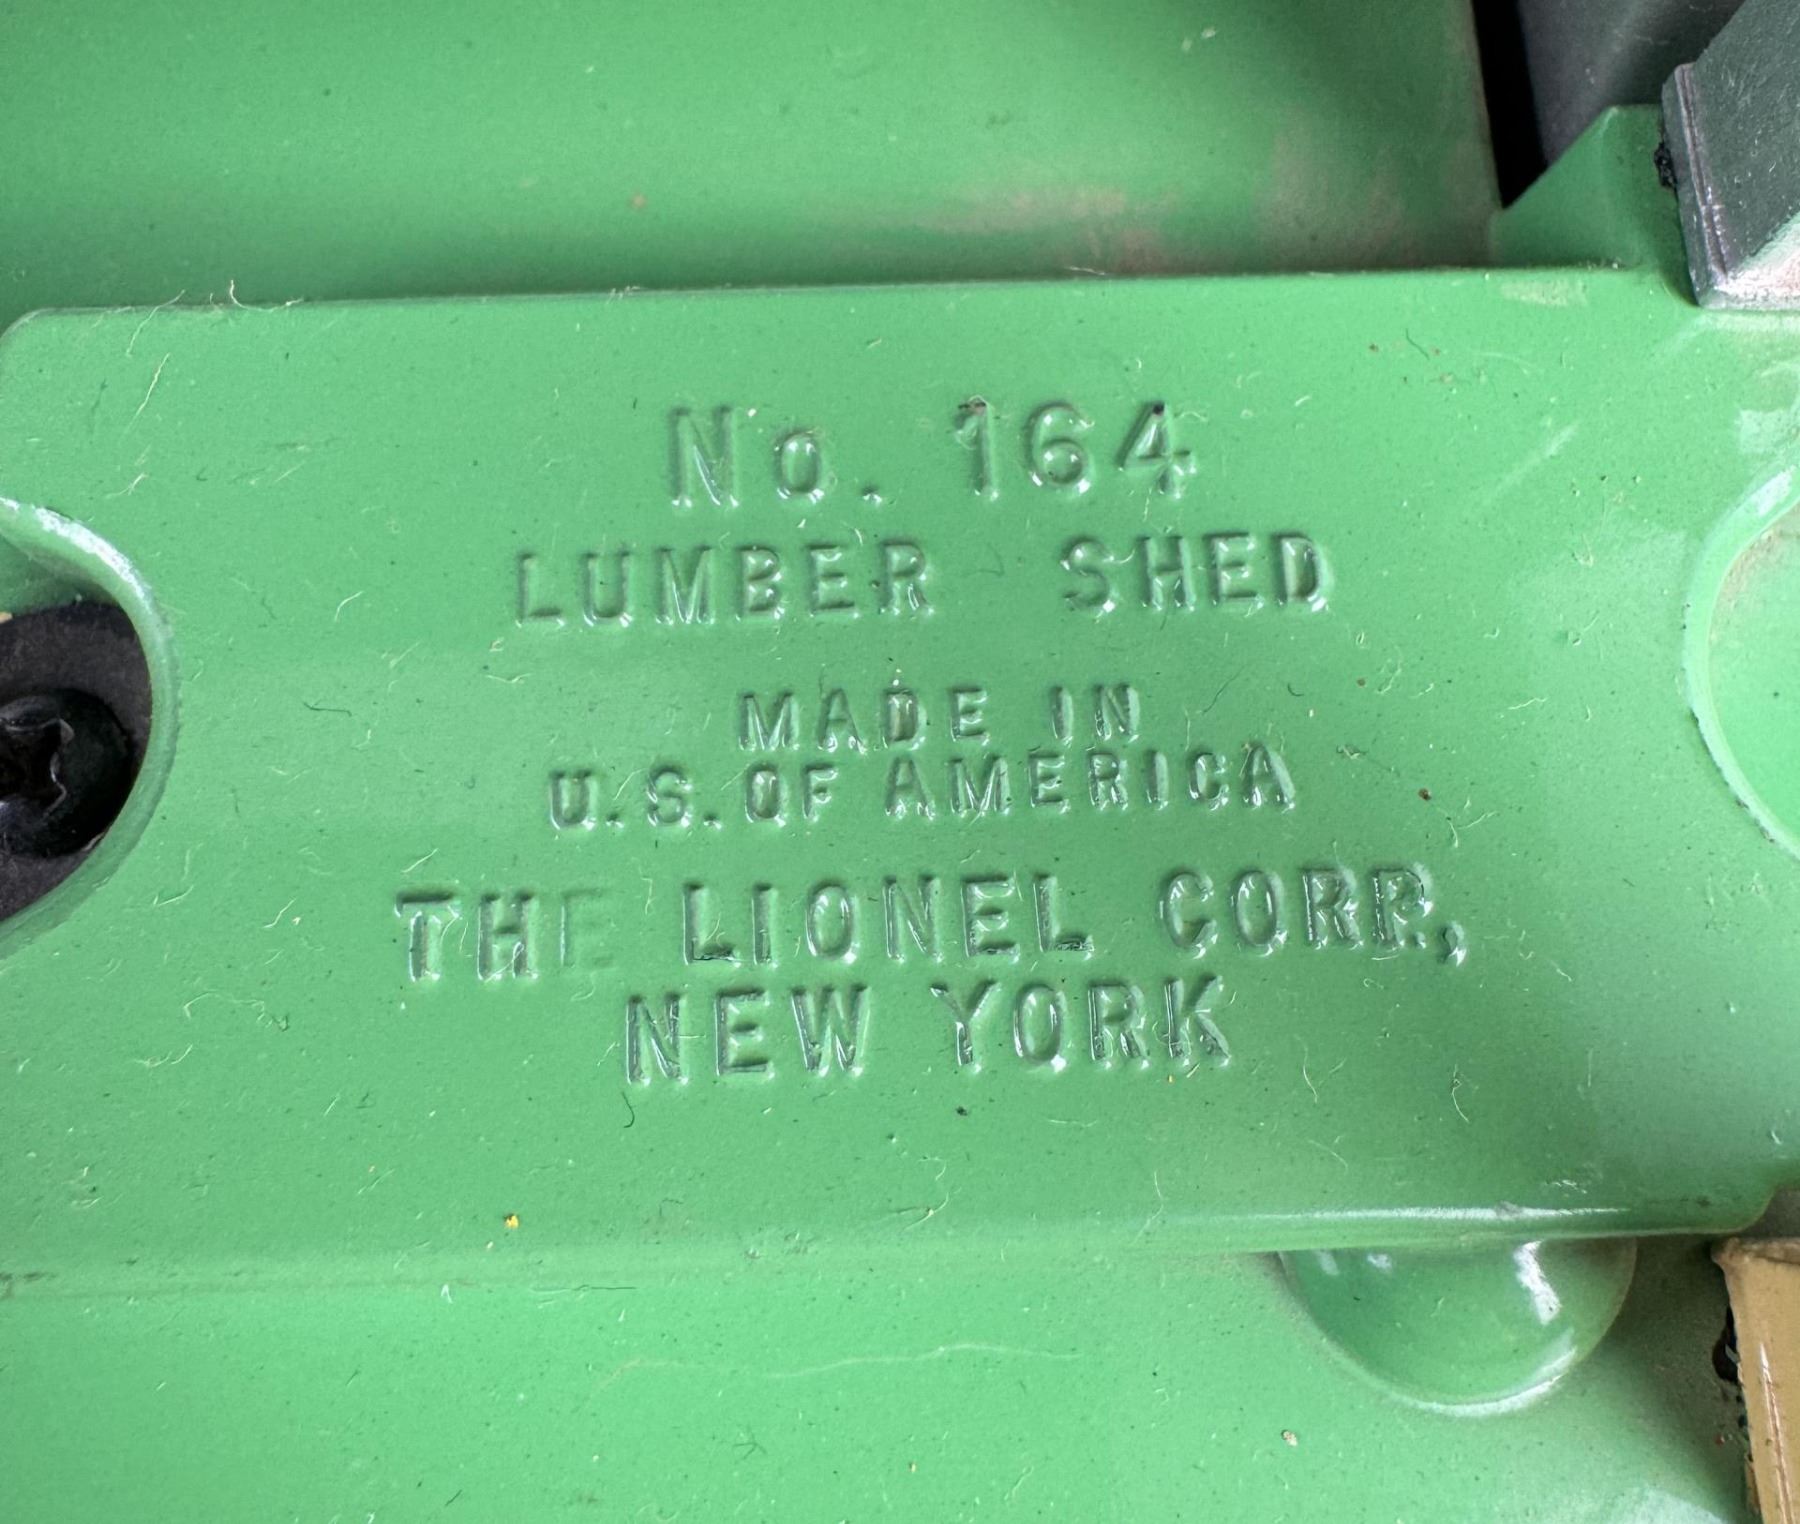 No. 164
LUMBER SHED
MADE IN
U.S. OF AMERICA
THE LIONEL CORP.,
NEW YORK